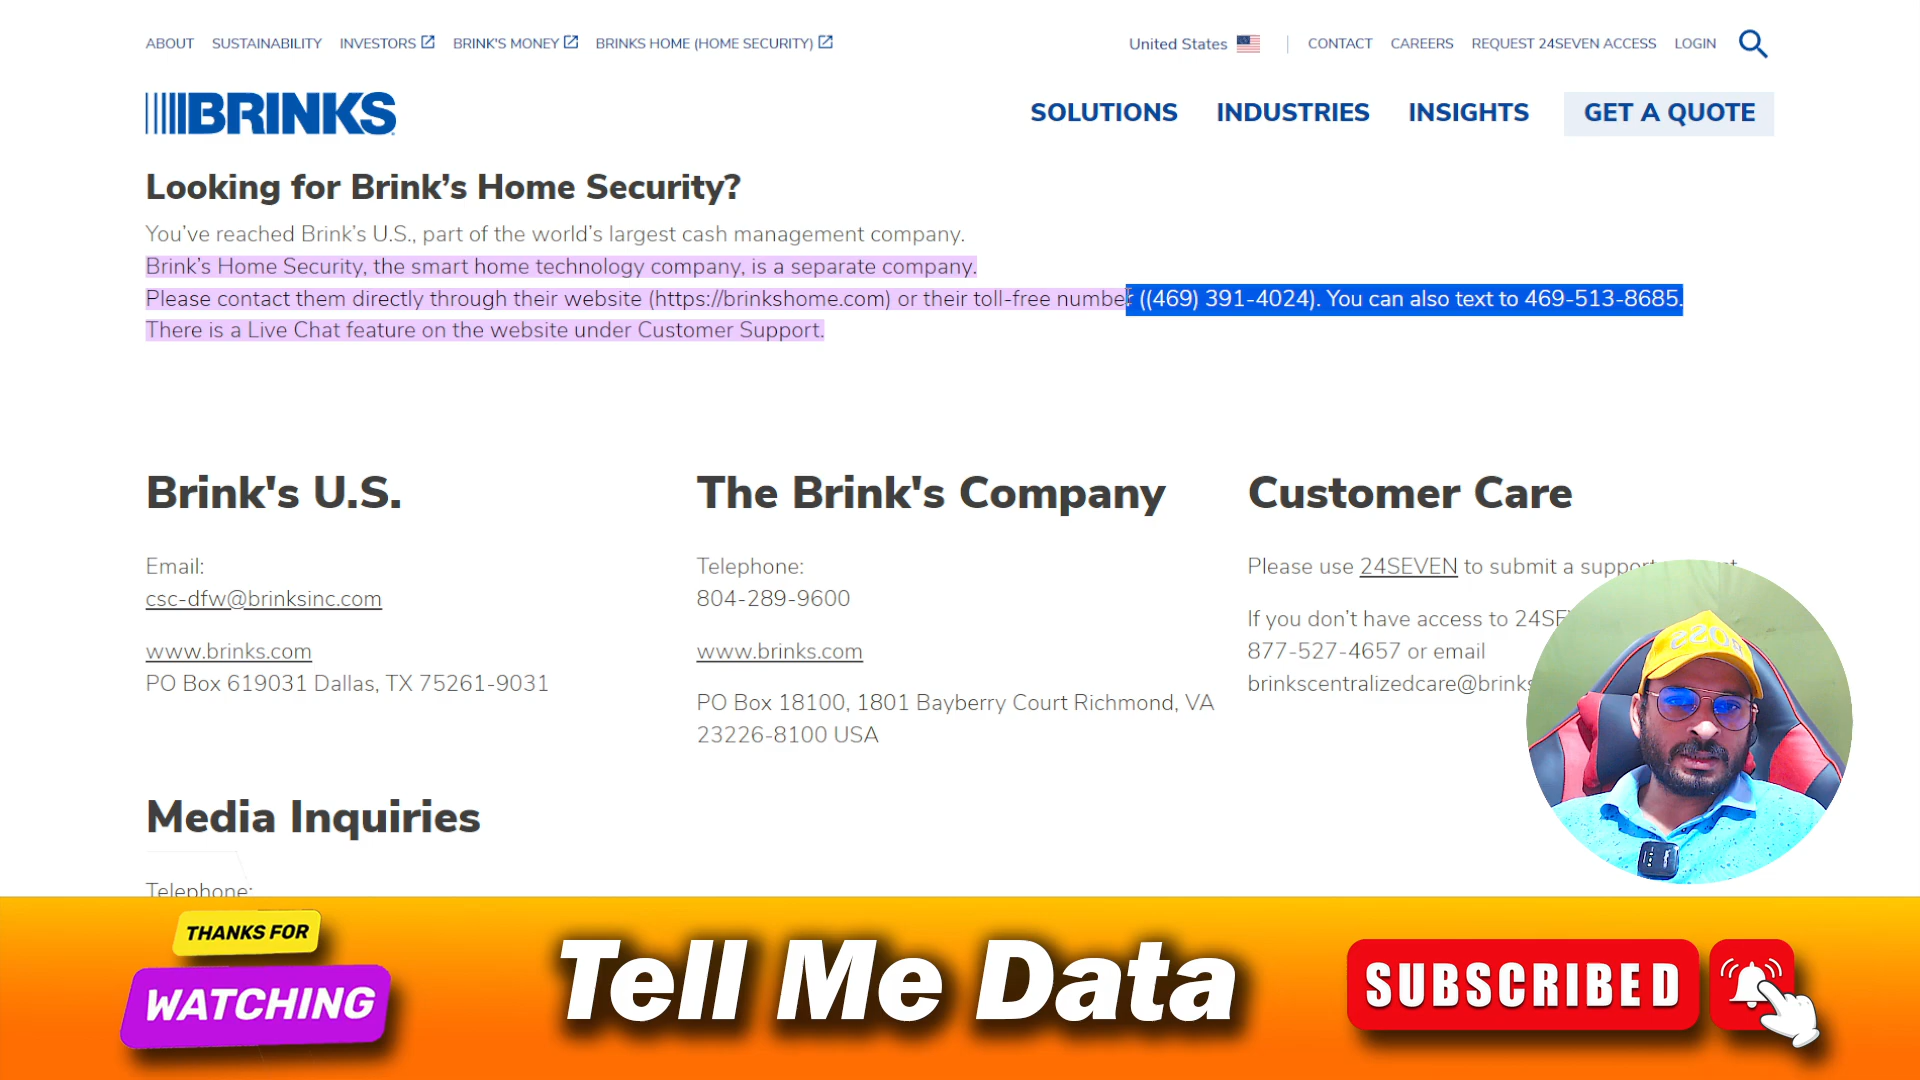 ABOUT SUSTAINABILITY INVESTORS BRINK'S MONEY BRINKS HOME (HOME SECURITY) United States CONTACT CAREERS REQUEST 24SEVEN ACCESS LOGIN
BRINKS SOLUTIONS INDUSTRIES INSIGHTS GET A QUOTE
Looking for Brink’s Home Security?
You’ve reached Brink’s U.S., part of the world’s largest cash management company.
Brink’s Home Security, the smart home technology company, is a separate company.
Please contact them directly through their website (https://brinkshome.com) or their toll-free number ((469) 391-4024). You can also text to 469-513-8685.
There is a Live Chat feature on the website under Customer Support.
Brink's U.S.
Email:
csc-dfw@brinksinc.com
www.brinks.com
PO Box 619031 Dallas, TX 75261-9031
The Brink's Company
Telephone:
804-289-9600
www.brinks.com
PO Box 18100, 1801 Bayberry Court Richmond, VA
23226-8100 USA
Customer Care
Please use 24SEVEN to submit a support
If you don’t have access to
877-527-4657 or email
Media Inquiries
Telephone:
BOSS
THANKS FOR
WATCHING
Tell Me Data
SUBSCRIBED